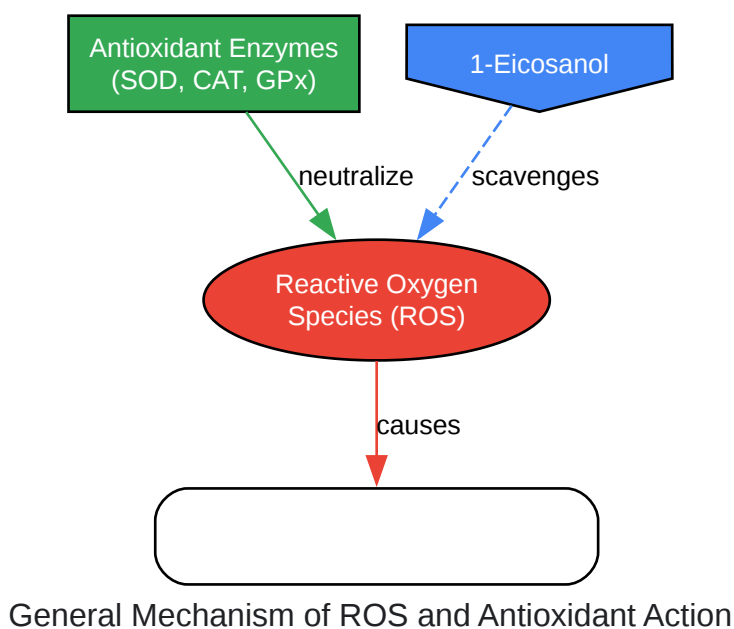 Antioxidant Enzymes
(SOD, CAT, GPx)
1-Eicosanol
neutralize
scavenges
Reactive Oxygen
Species (ROS)
causes
General Mechanism of ROS and Antioxidant Action